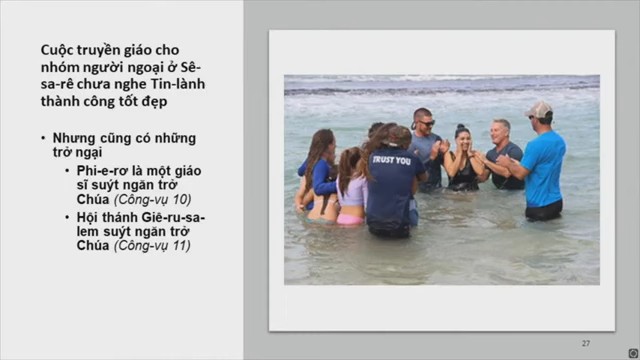 Cuộc truyền giáo cho
nhóm người ngoại ở Sê-
sa-rê chưa nghe Tin-lành
thành công tốt đẹp
• Nhưng cũng có những
trở ngại
• Phi-e-rơ là một giáo
sĩ suýt ngăn trở
Chúa (Công-vụ 10)
• Hội thánh Giê-ru-sa-
lem suýt ngăn trở
Chúa (Công-vụ 11)
TRUST YOU
27